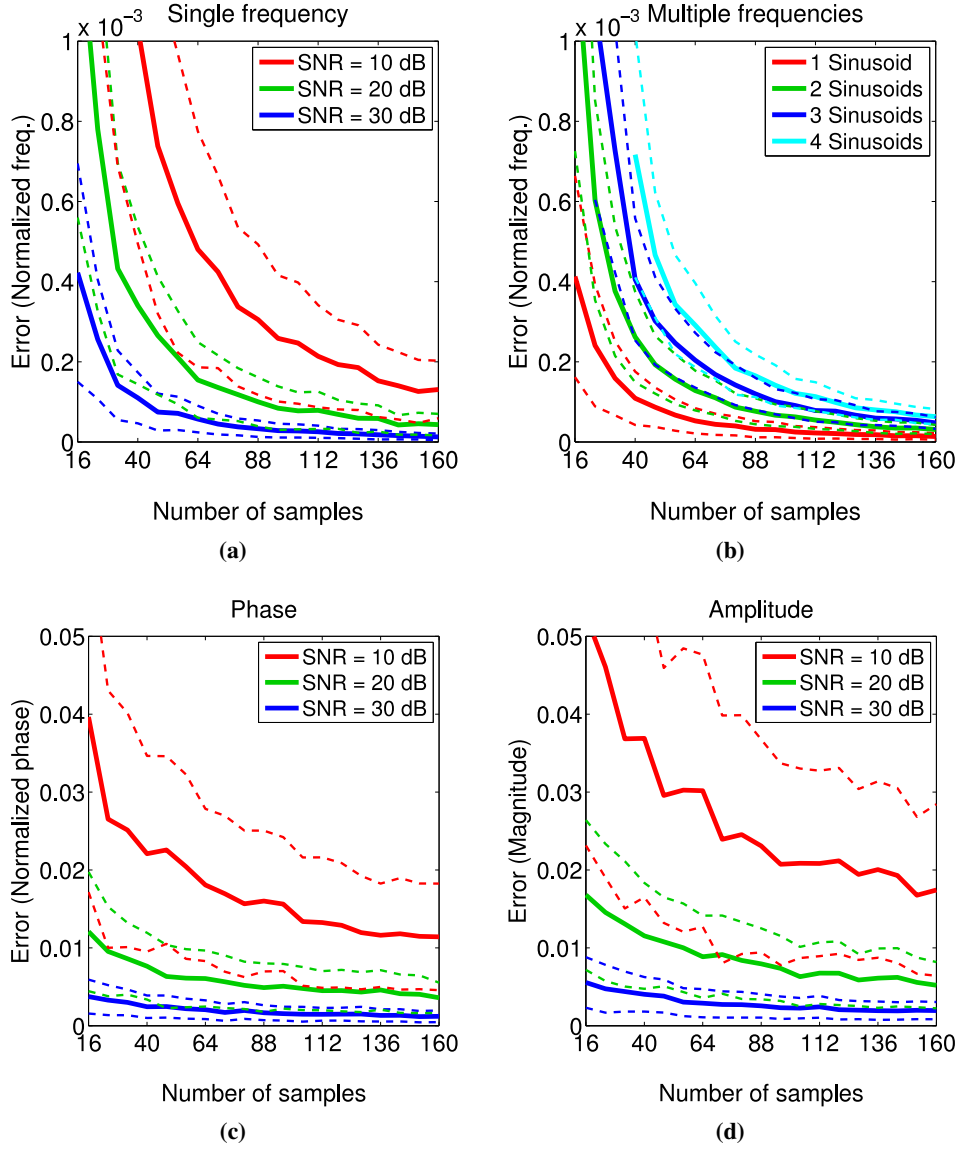 Single frequency
x 10⁻³
1
0.8
0.6
0.4
0.2
0
Error (Normalized freq.)
SNR = 10 dB
SNR = 20 dB
SNR = 30 dB
16 40 64 88 112 136 160
Number of samples
(a)
Multiple frequencies
x 10⁻³
1
0.8
0.6
0.4
0.2
0
Error (Normalized freq.)
1 Sinusoid
2 Sinusoids
3 Sinusoids
4 Sinusoids
16 40 64 88 112 136 160
Number of samples
(b)
Phase
0.05
0.04
0.03
0.02
0.01
0
Error (Normalized phase)
SNR = 10 dB
SNR = 20 dB
SNR = 30 dB
16 40 64 88 112 136 160
Number of samples
(c)
Amplitude
0.05
0.04
0.03
0.02
0.01
0
Error (Magnitude)
SNR = 10 dB
SNR = 20 dB
SNR = 30 dB
16 40 64 88 112 136 160
Number of samples
(d)